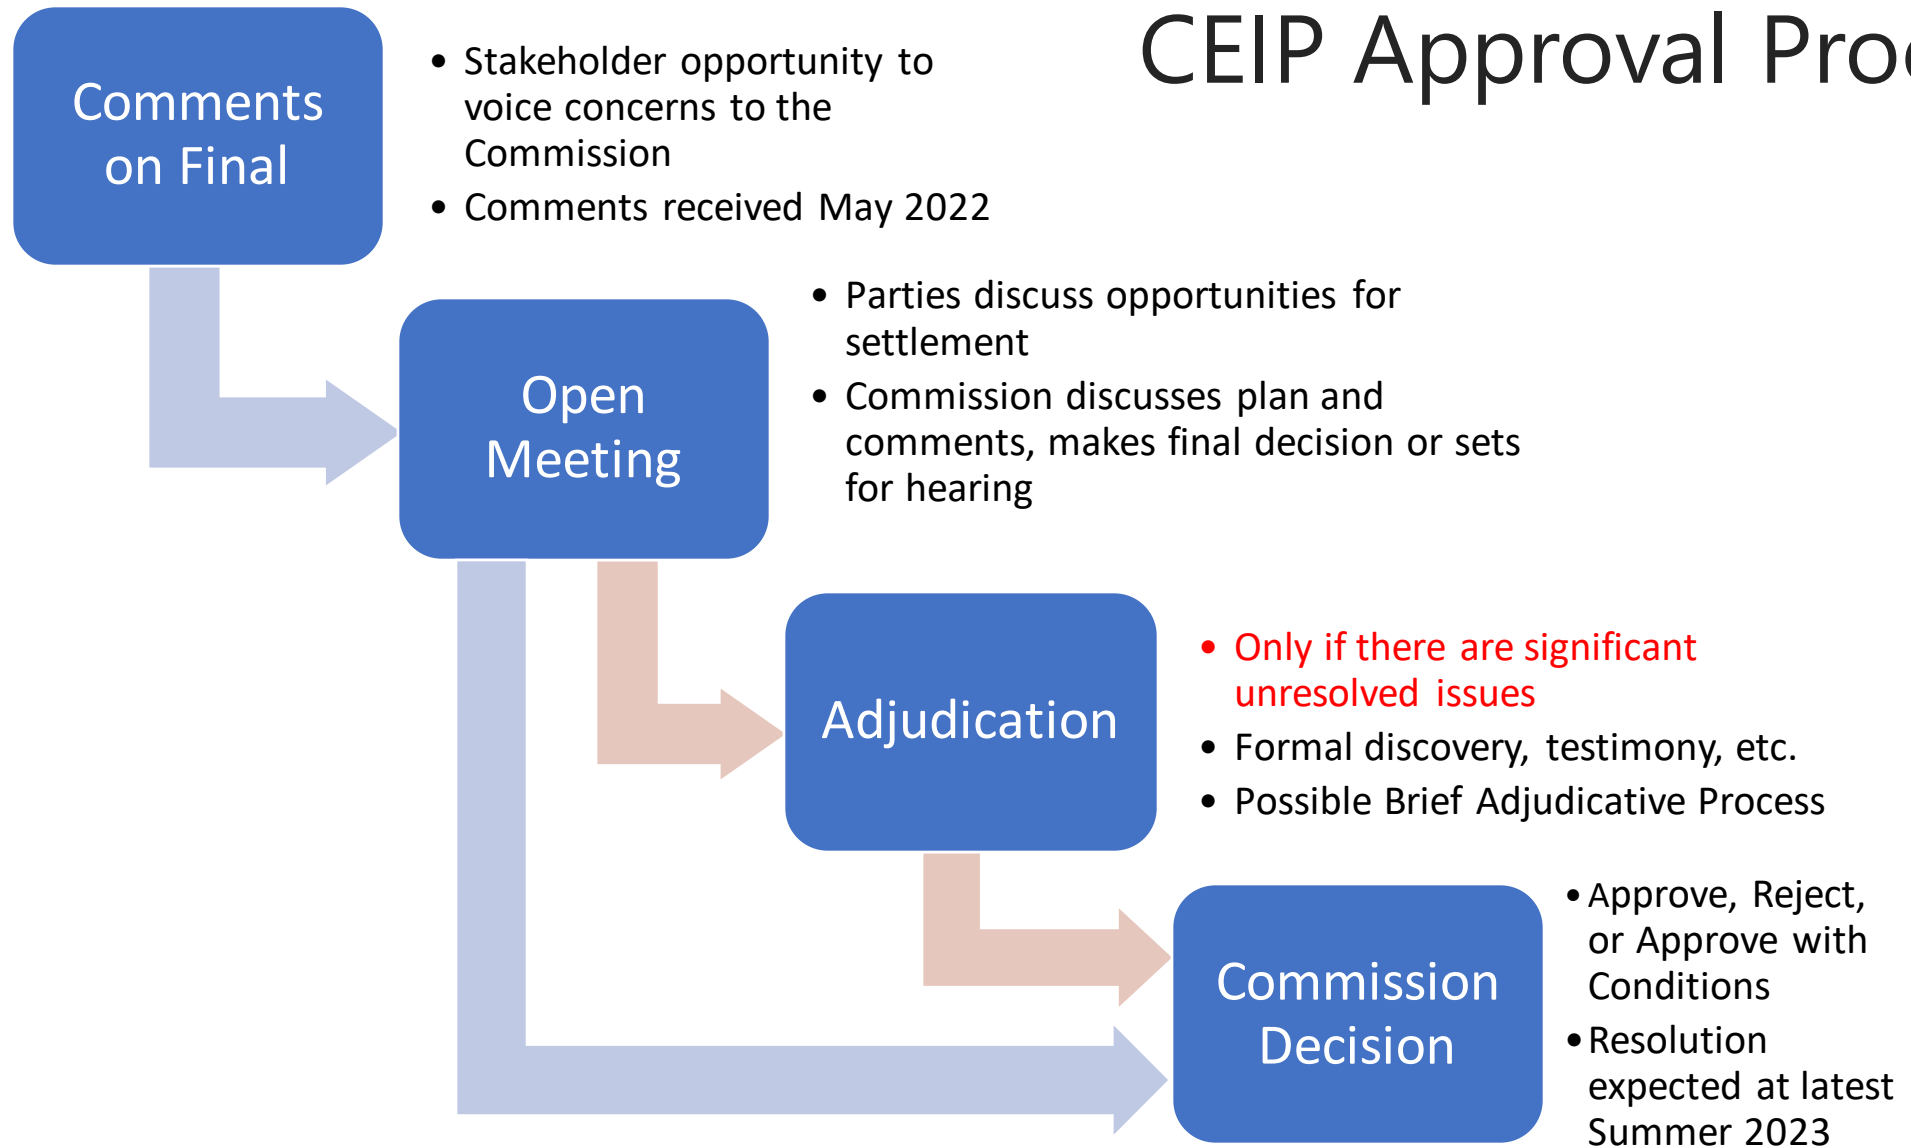 CEIP Approval Proc
Comments
on Final
• Stakeholder opportunity to
voice concerns to the
Commission
• Comments received May 2022
Open
Meeting
• Parties discuss opportunities for
settlement
• Commission discusses plan and
comments, makes final decision or sets
for hearing
Adjudication
• Only if there are significant
unresolved issues
• Formal discovery, testimony, etc.
• Possible Brief Adjudicative Process
Commission
Decision
• Approve, Reject,
or Approve with
Conditions
• Resolution
expected at latest
Summer 2023